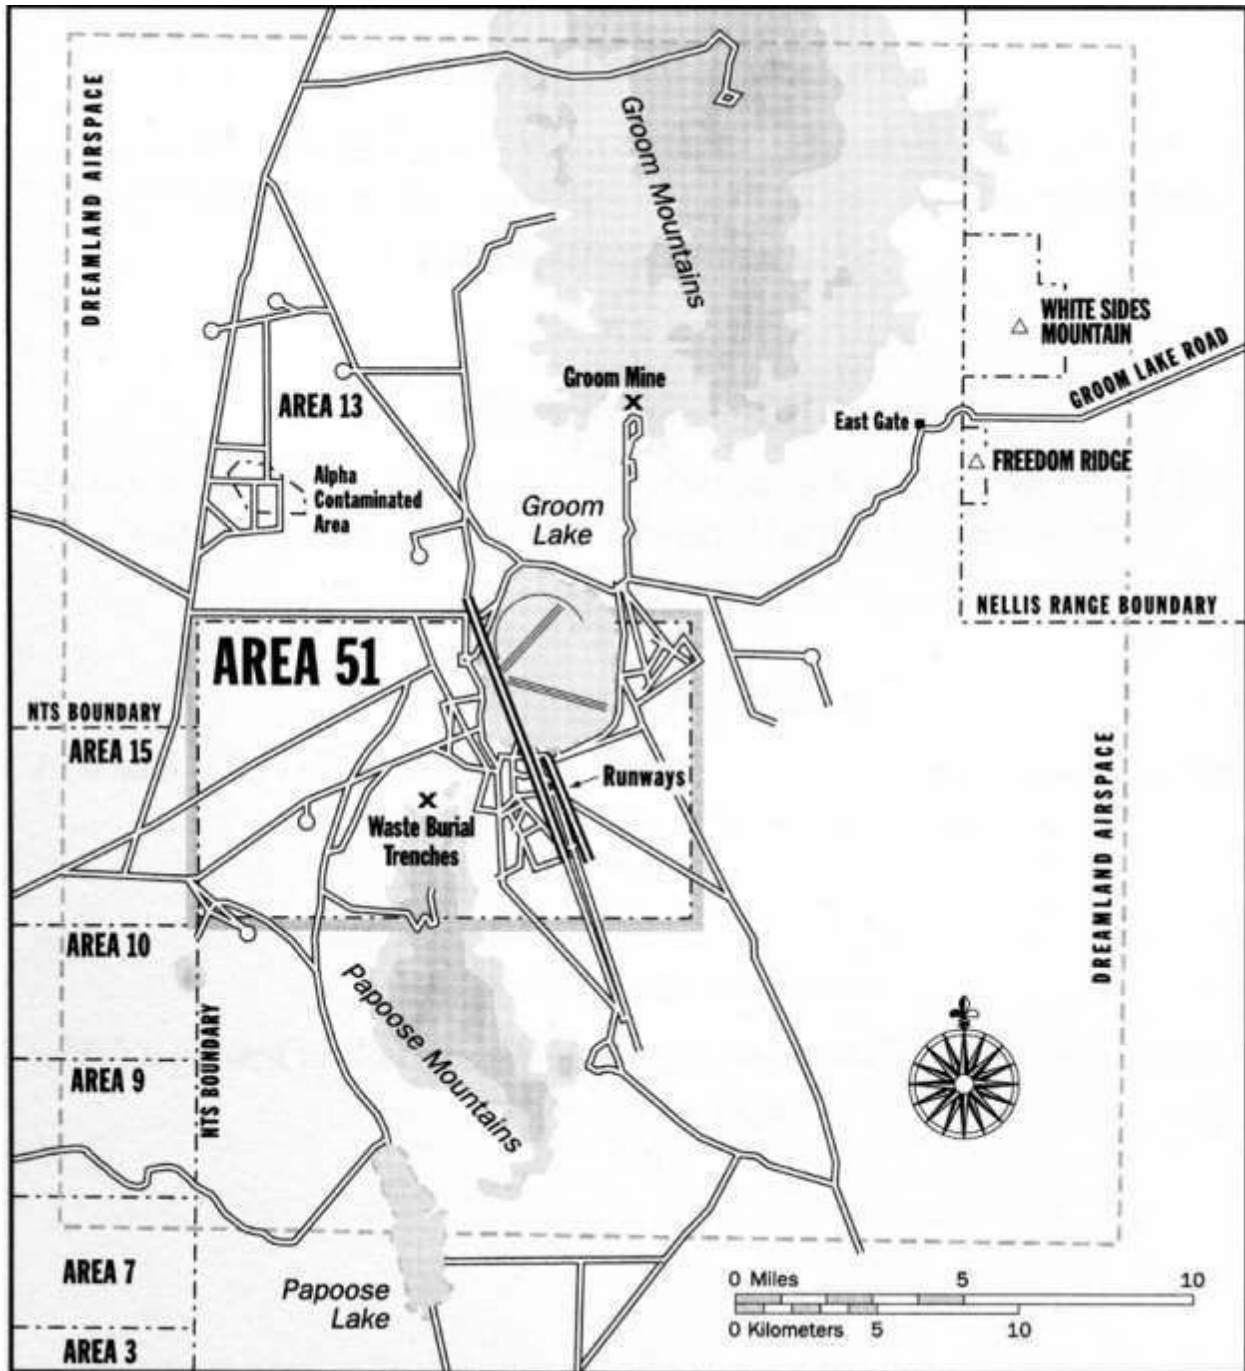 DREAMLAND AIRSPACE
Groom Mountains
WHITE SIDES
MOUNTAIN
GROOM LAKE ROAD
Groom Mine
AREA 13
East Gate
FREEDOM RIDGE
Alpha
Contaminated
Area
Groom
Lake
NELLIS RANGE BOUNDARY
AREA 51
NTS BOUNDARY
AREA 15
Runways
DREAMLAND AIRSPACE
Waste Burial
Trenches
AREA 10
Papoose Mountains
NTS BOUNDARY
AREA 9
AREA 7
Papoose
Lake
0 Miles 5 10
0 Kilometers 5 10
AREA 3